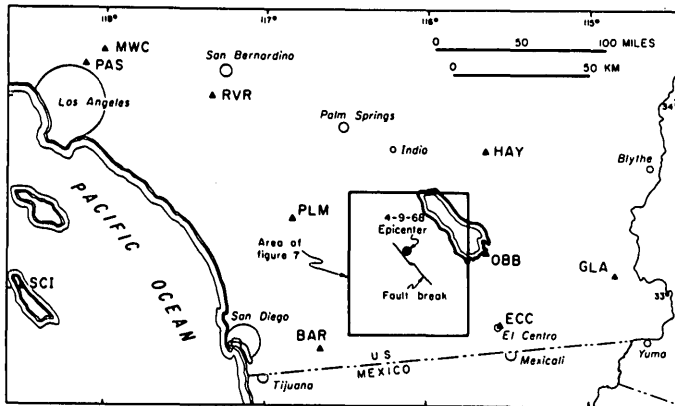 118°
117°
116°
115°
MWC
PAS
San Bernardino
0 50 100 MILES
0 50 KM
Los Angeles
RVR
Palm Springs
34°
Indio
HAY
Blythe
PACIFIC OCEAN
PLM
4-9-68
Epicenter
Area of
figure 7
OBB
GLA
SCI
Fault break
33°
San Diego
ECC
El Centro
BAR
US
MEXICO
Mexicali
Yuma
Tijuana